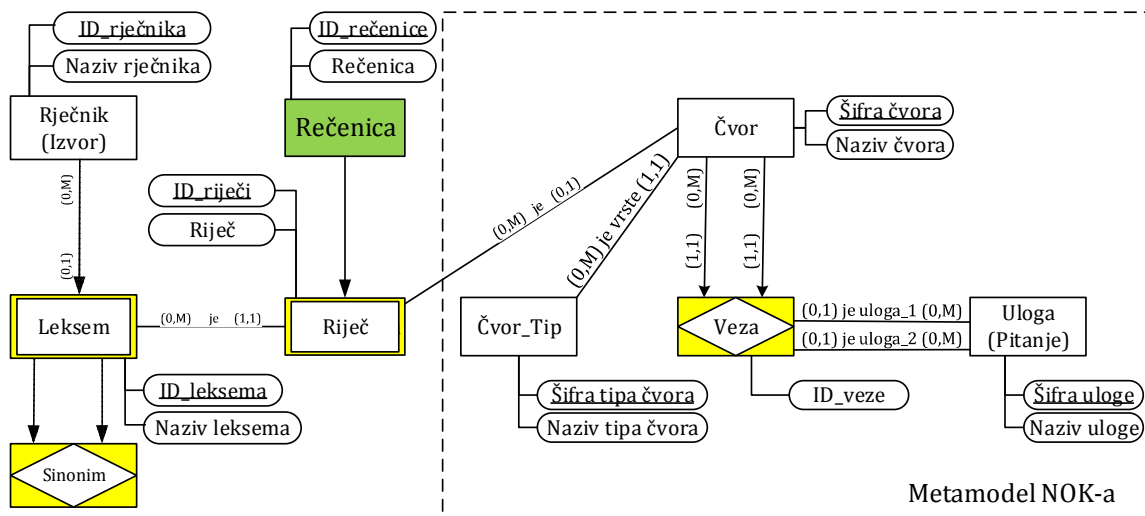 ID_rječnika
Naziv rječnika
Rječnik
(Izvor)
(0,M)
(0,1)
ID_rečenice
Rečenica
Rečenica
ID_riječi
Riječ
Leksem
(0,M) je (1,1)
Riječ
ID_leksema
Naziv leksema
Sinonim
(0,M) je (0,1)
(0,M) je vrste (1,1)
Čvor
Šifra čvora
Naziv čvora
(1,1) (0,M)
(1,1) (0,M)
Čvor_Tip
Šifra tipa čvora
Naziv tipa čvora
Veza
ID_veze
(0,1) je uloga_1 (0,M)
(0,1) je uloga_2 (0,M)
Uloga
(Pitanje)
Šifra uloge
Naziv uloge
Metamodel NOK-a